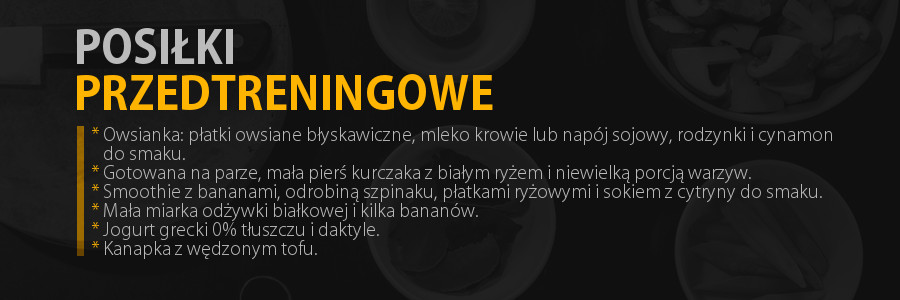 POSIŁKI
PRZEDTRENINGOWE
* Owsianka: płatki owsiane błyskawiczne, mleko krowie lub napój sojowy, rodzynki i cynamon
do smaku.
* Gotowana na parze, mała pierś kurczaka z białym ryżem i niewielką porcją warzyw.
* Smoothie z bananami, odrobiną szpinaku, płatkami ryżowymi i sokiem z cytryny do smaku.
* Mała miarka odżywki białkowej i kilka bananów.
* Jogurt grecki 0% tłuszczu i daktyle.
* Kanapka z wędzonym tofu.